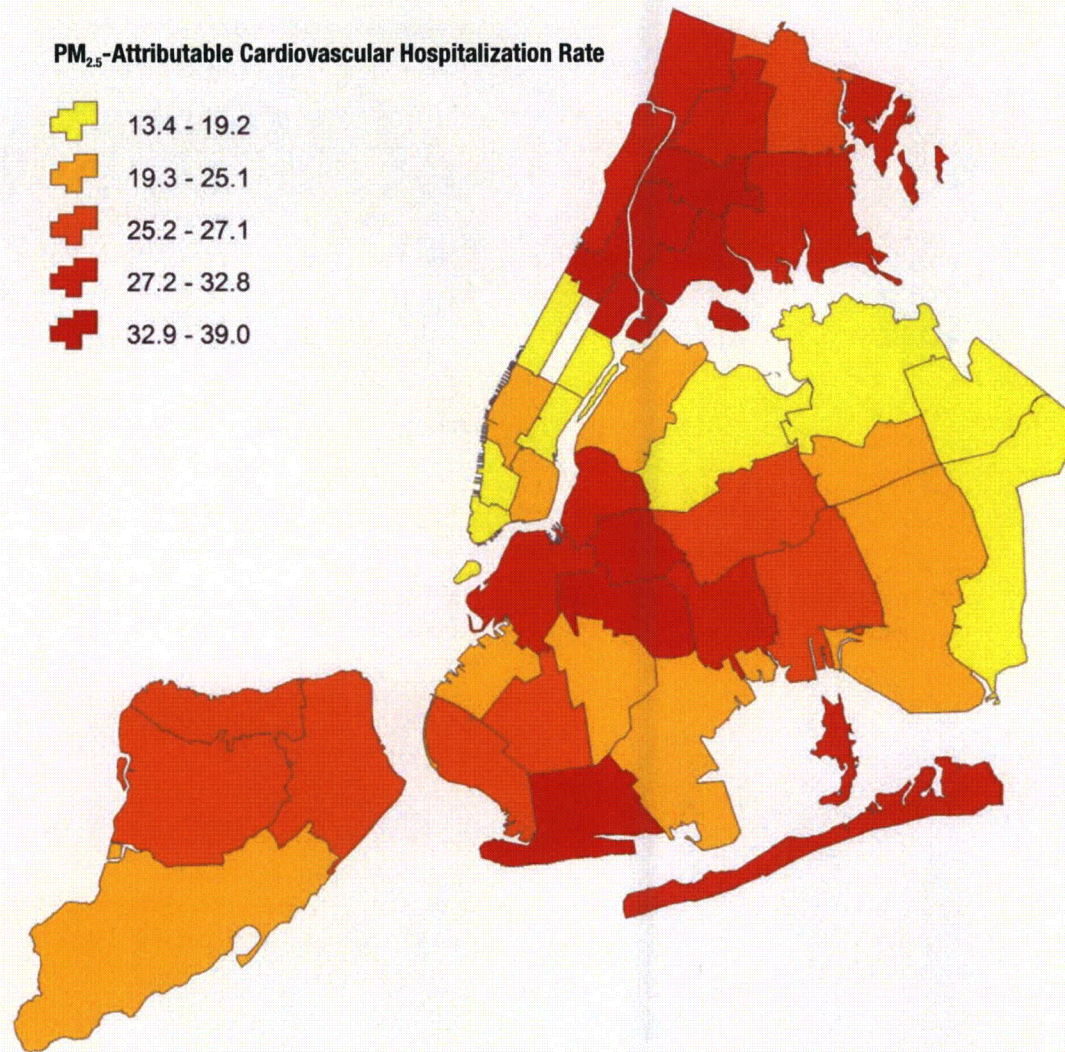 PM2.5-Attributable Cardiovascular Hospitalization Rate
13.4 - 19.2
19.3 - 25.1
25.2 - 27.1
27.2 - 32.8
32.9 - 39.0